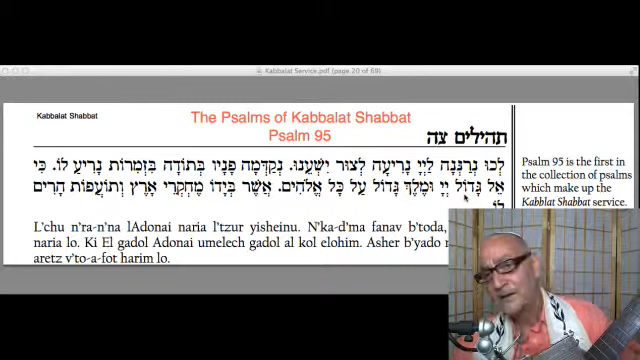 Kabbalat Service.pdf (page 20 of 69)
Kabbalat Shabbat
The Psalms of Kabbalat Shabbat
Psalm 95
תהילים צה
לְכוּ נְרַנְּנָה לַיְיָ נָרִיעָה לְצוּר יִשְׁעֵנוּ. נְקַדְּמָה פָנָיו בְּתוֹדָה בִּזְמִרוֹת נָרִיעַ לוֹ. כִּי
אֵל גָּדוֹל יְיָ וּמֶלֶךְ גָּדוֹל עַל כָּל אֱלֹהִים. אֲשֶׁר בְּיָדוֹ מֶחְקְרֵי אָרֶץ וְתוֹעֲפוֹת הָרִים
לוֹ
L'chu n'ra-n'na lAdonai naria l'tzur yisheinu. N'ka-d'ma fanav b'toda,
naria lo. Ki El gadol Adonai umelech gadol al kol elohim. Asher b'yado
aretz v'to-a-fot harim lo.
Psalm 95 is the first in
the collection of psalms
which make up the
Kabbalat Shabbat service.